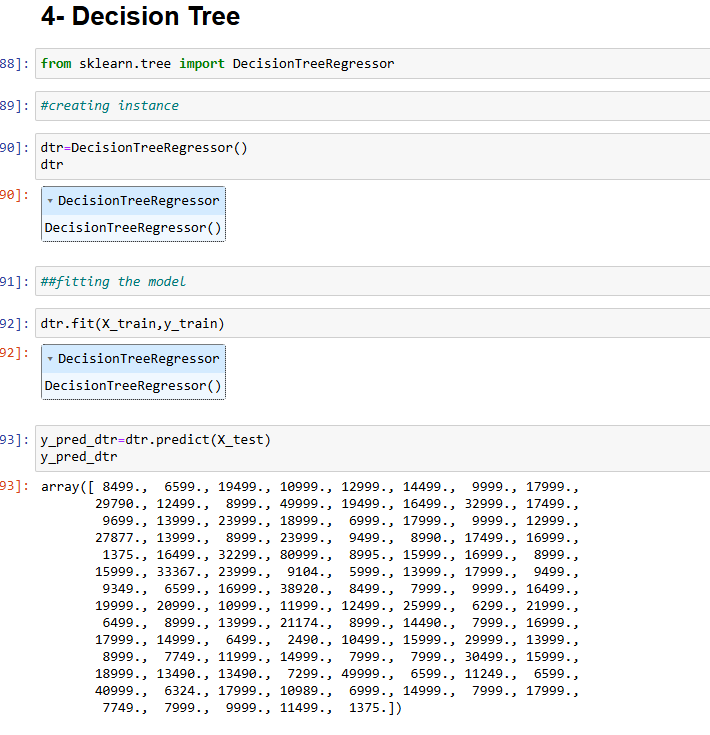 4- Decision Tree
88]: from sklearn.tree import DecisionTreeRegressor
89]: #creating instance
90]: dtr=DecisionTreeRegressor()
dtr
90]: ▾ DecisionTreeRegressor
DecisionTreeRegressor()
91]: ##fitting the model
92]: dtr.fit(X_train,y_train)
92]: ▾ DecisionTreeRegressor
DecisionTreeRegressor()
93]: y_pred_dtr=dtr.predict(X_test)
y_pred_dtr
93]: array([ 8499., 6599., 19499., 10999., 12999., 14499., 9999., 17999.,
29790., 12499., 8999., 49999., 19499., 16499., 32999., 17499.,
9699., 13999., 23999., 18999., 6999., 17999., 9999., 12999.,
27877., 13999., 8999., 23999., 9499., 8990., 17499., 16999.,
1375., 16499., 32299., 80999., 8995., 15999., 16999., 8999.,
15999., 33367., 23999., 9104., 5999., 13999., 17999., 9499.,
9349., 6599., 16999., 38920., 8499., 7999., 9999., 16499.,
19999., 20999., 10999., 11999., 12499., 25999., 6299., 21999.,
6499., 8999., 13999., 21174., 8999., 14490., 7999., 16999.,
17999., 14999., 6499., 2490., 10499., 15999., 29999., 13999.,
8999., 7749., 11999., 14999., 7999., 7999., 30499., 15999.,
18999., 13490., 13490., 7299., 49999., 6599., 11249., 6599.,
40999., 6324., 17999., 10989., 6999., 14999., 7999., 17999.,
7749., 7999., 9999., 11499., 1375.])